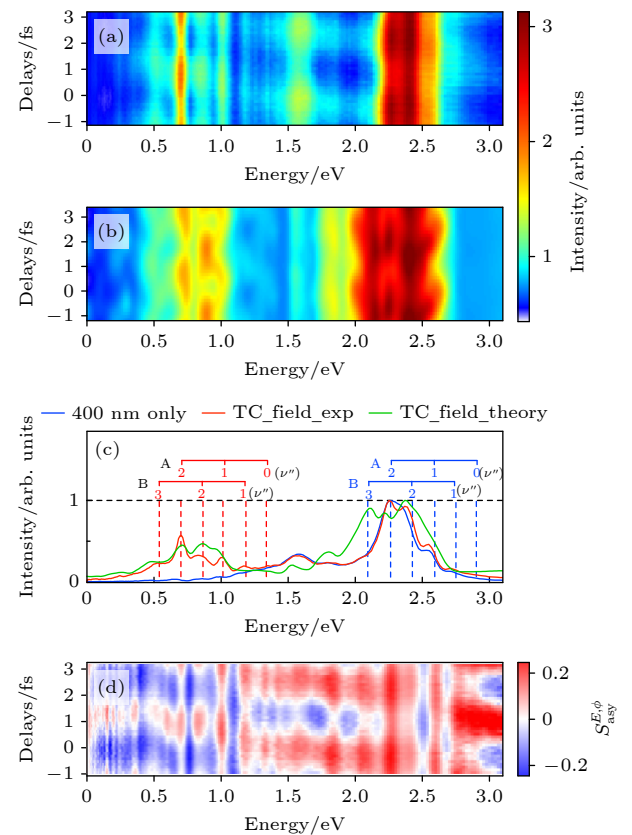 (a)
Delays/fs
3
2
1
0
−1
0 0.5 1.0 1.5 2.0 2.5 3.0
Energy/eV
(b)
Delays/fs
3
2
1
0
−1
0 0.5 1.0 1.5 2.0 2.5 3.0
Energy/eV
3
2
1
Intensity/arb. units
400 nm only TC_field_exp TC_field_theory
(c)
Intensity/arb. units
1
0
A
2 1 0 (ν″)
B
3 2 1 (ν″)
A
2 1 0 (ν″)
B
3 2 1 (ν″)
0 0.5 1.0 1.5 2.0 2.5 3.0
Energy/eV
(d)
Delays/fs
3
2
1
0
−1
0 0.5 1.0 1.5 2.0 2.5 3.0
Energy/eV
0.2
0
−0.2
S^{E,ϕ}_{asy}